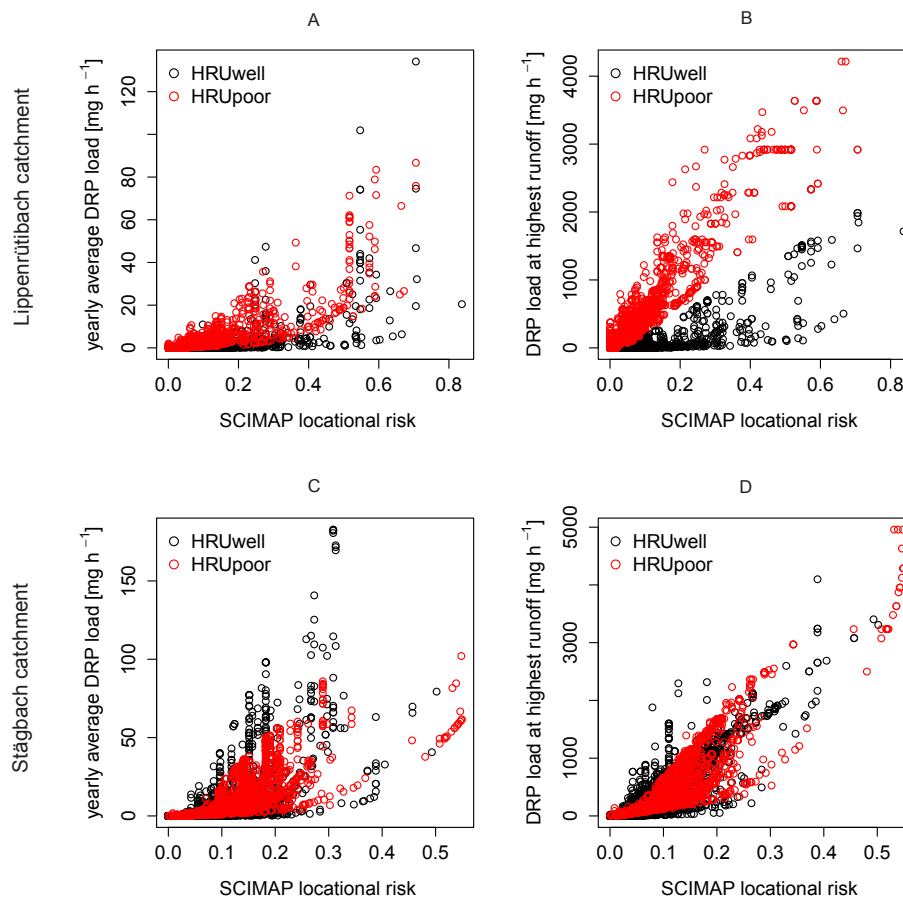 A
B
Lippenrütibach catchment
yearly average DRP load [mg h⁻¹]
0 20 40 60 80 120
HRUwell
HRUpoor
0.0 0.2 0.4 0.6 0.8
SCIMAP locational risk
DRP load at highest runoff [mg h⁻¹]
0 1000 2000 3000 4000
HRUwell
HRUpoor
0.0 0.2 0.4 0.6 0.8
SCIMAP locational risk
C
D
Stägbach catchment
yearly average DRP load [mg h⁻¹]
0 50 100 150
HRUwell
HRUpoor
0.0 0.1 0.2 0.3 0.4 0.5
SCIMAP locational risk
DRP load at highest runoff [mg h⁻¹]
0 1000 3000 5000
HRUwell
HRUpoor
0.0 0.1 0.2 0.3 0.4 0.5
SCIMAP locational risk